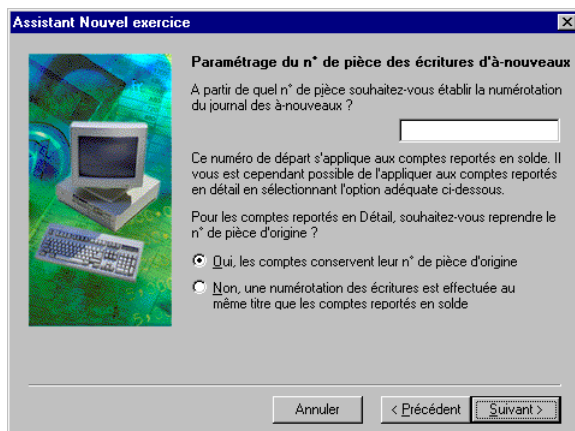 Assistant Nouvel exercice
Paramétrage du n° de pièce des écritures d'à-nouveaux
A partir de quel n° de pièce souhaitez-vous établir la numérotation
du journal des à-nouveaux ?
Ce numéro de départ s'applique aux comptes reportés en solde. Il
vous est cependant possible de l'appliquer aux comptes reportés
en détail en sélectionnant l'option adéquate ci-dessous.
Pour les comptes reportés en Détail, souhaitez-vous reprendre le
n° de pièce d'origine ?
Oui, les comptes conservent leur n° de pièce d'origine
Non, une numérotation des écritures est effectuée au
même titre que les comptes reportés en solde
Annuler
< Précédent
Suivant >